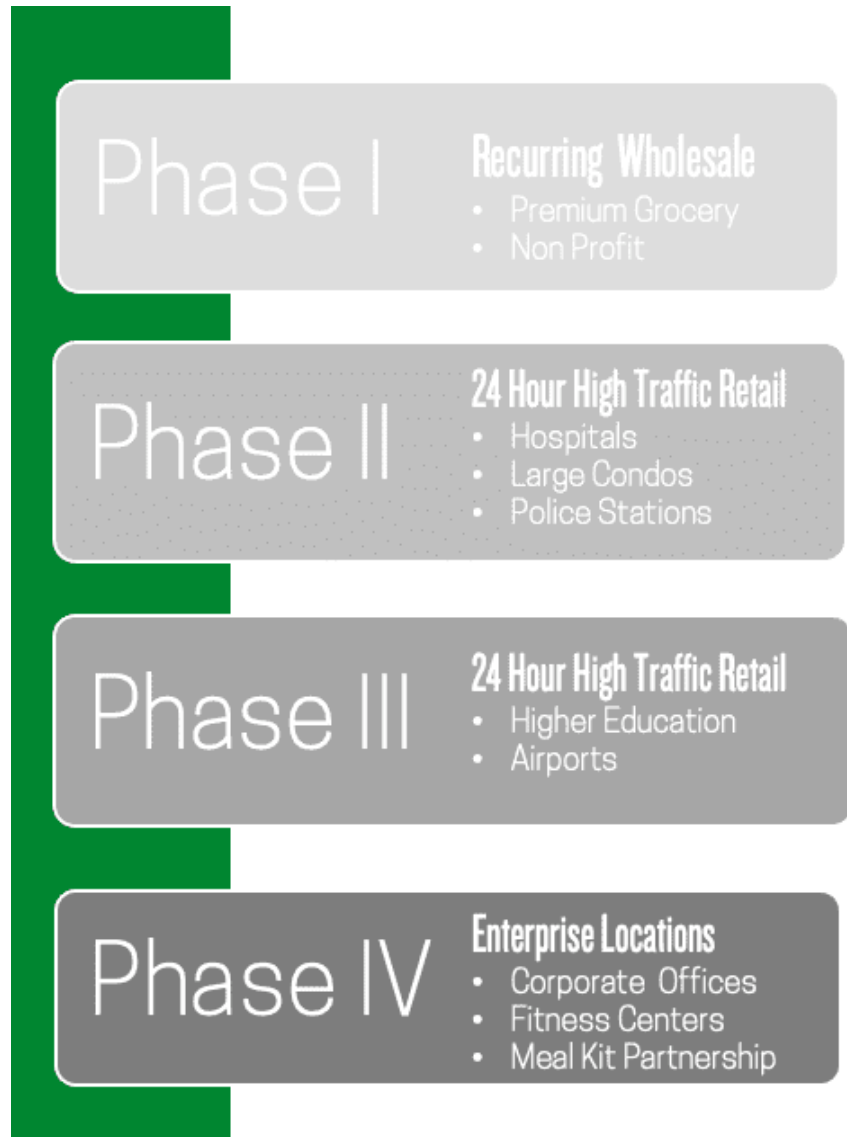 Phase I
Recurring Wholesale
• Premium Grocery
• Non Profit
Phase II
24 Hour High Traffic Retail
• Hospitals
• Large Condos
• Police Stations
Phase III
24 Hour High Traffic Retail
• Higher Education
• Airports
Phase IV
Enterprise Locations
• Corporate Offices
• Fitness Centers
• Meal Kit Partnership